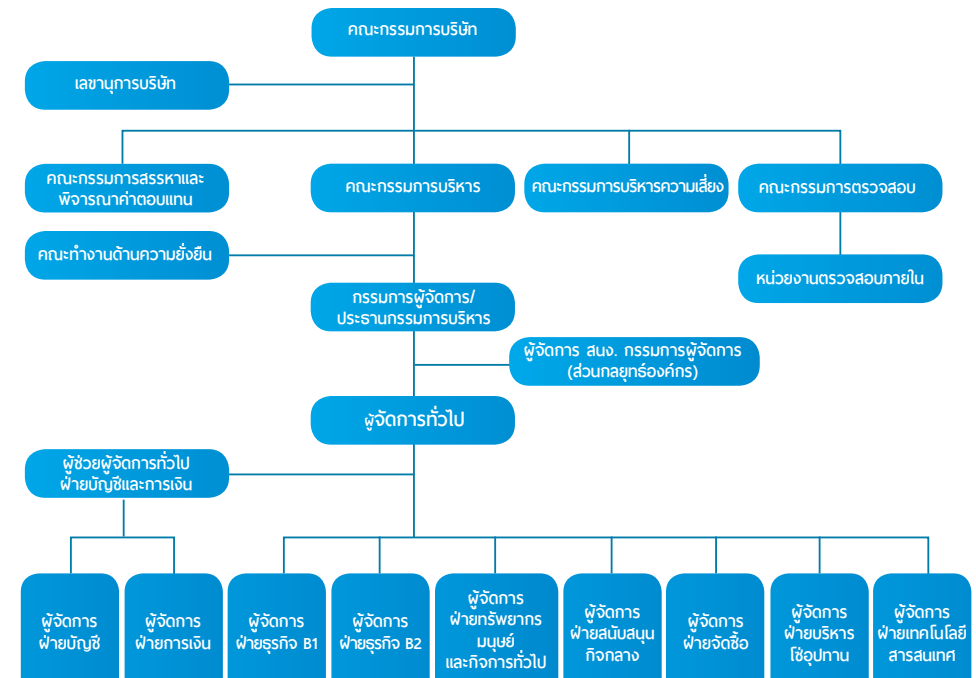 คณะกรรมการบริษัท
เลขานุการบริษัท
คณะกรรมการสรรหาและ
พิจารณาค่าตอบแทน
คณะกรรมการบริหาร
คณะกรรมการบริหารความเสี่ยง
คณะกรรมการตรวจสอบ
คณะทำงานด้านความยั่งยืน
หน่วยงานตรวจสอบภายใน
กรรมการผู้จัดการ/
ประธานกรรมการบริหาร
ผู้จัดการ สนง. กรรมการผู้จัดการ
(ส่วนกลยุทธ์องค์กร)
ผู้จัดการทั่วไป
ผู้ช่วยผู้จัดการทั่วไป
ฝ่ายบัญชีและการเงิน
ผู้จัดการ
ฝ่ายบัญชี
ผู้จัดการ
ฝ่ายการเงิน
ผู้จัดการ
ฝ่ายธุรกิจ B1
ผู้จัดการ
ฝ่ายธุรกิจ B2
ผู้จัดการ
ฝ่ายทรัพยากร
มนุษย์
และกิจการทั่วไป
ผู้จัดการ
ฝ่ายสนับสนุน
กิจกลาง
ผู้จัดการ
ฝ่ายจัดซื้อ
ผู้จัดการ
ฝ่ายบริหาร
โซ่อุปทาน
ผู้จัดการ
ฝ่ายเทคโนโลยี
สารสนเทศ